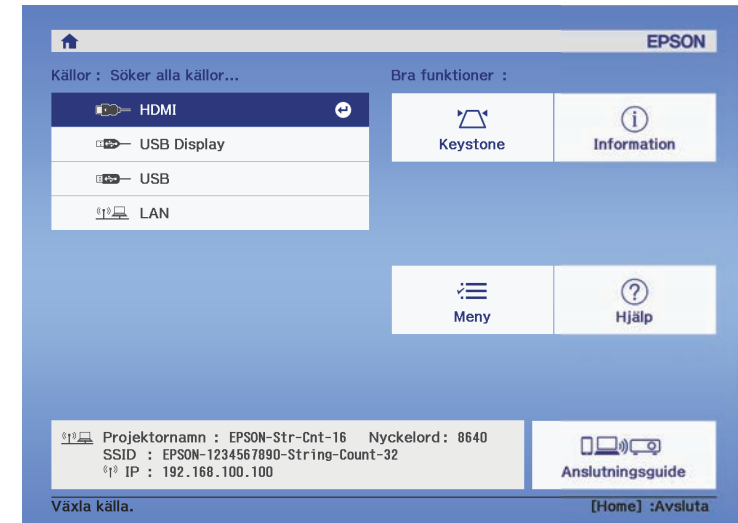 EPSON
Källor : Söker alla källor...
Bra funktioner :
HDMI
USB Display
USB
LAN
Keystone
Information
Meny
Hjälp
Projektornamn : EPSON-Str-Cnt-16 Nyckelord : 8640
SSID : EPSON-1234567890-String-Count-32
IP : 192.168.100.100
Anslutningsguide
Växla källa.
[Home] :Avsluta